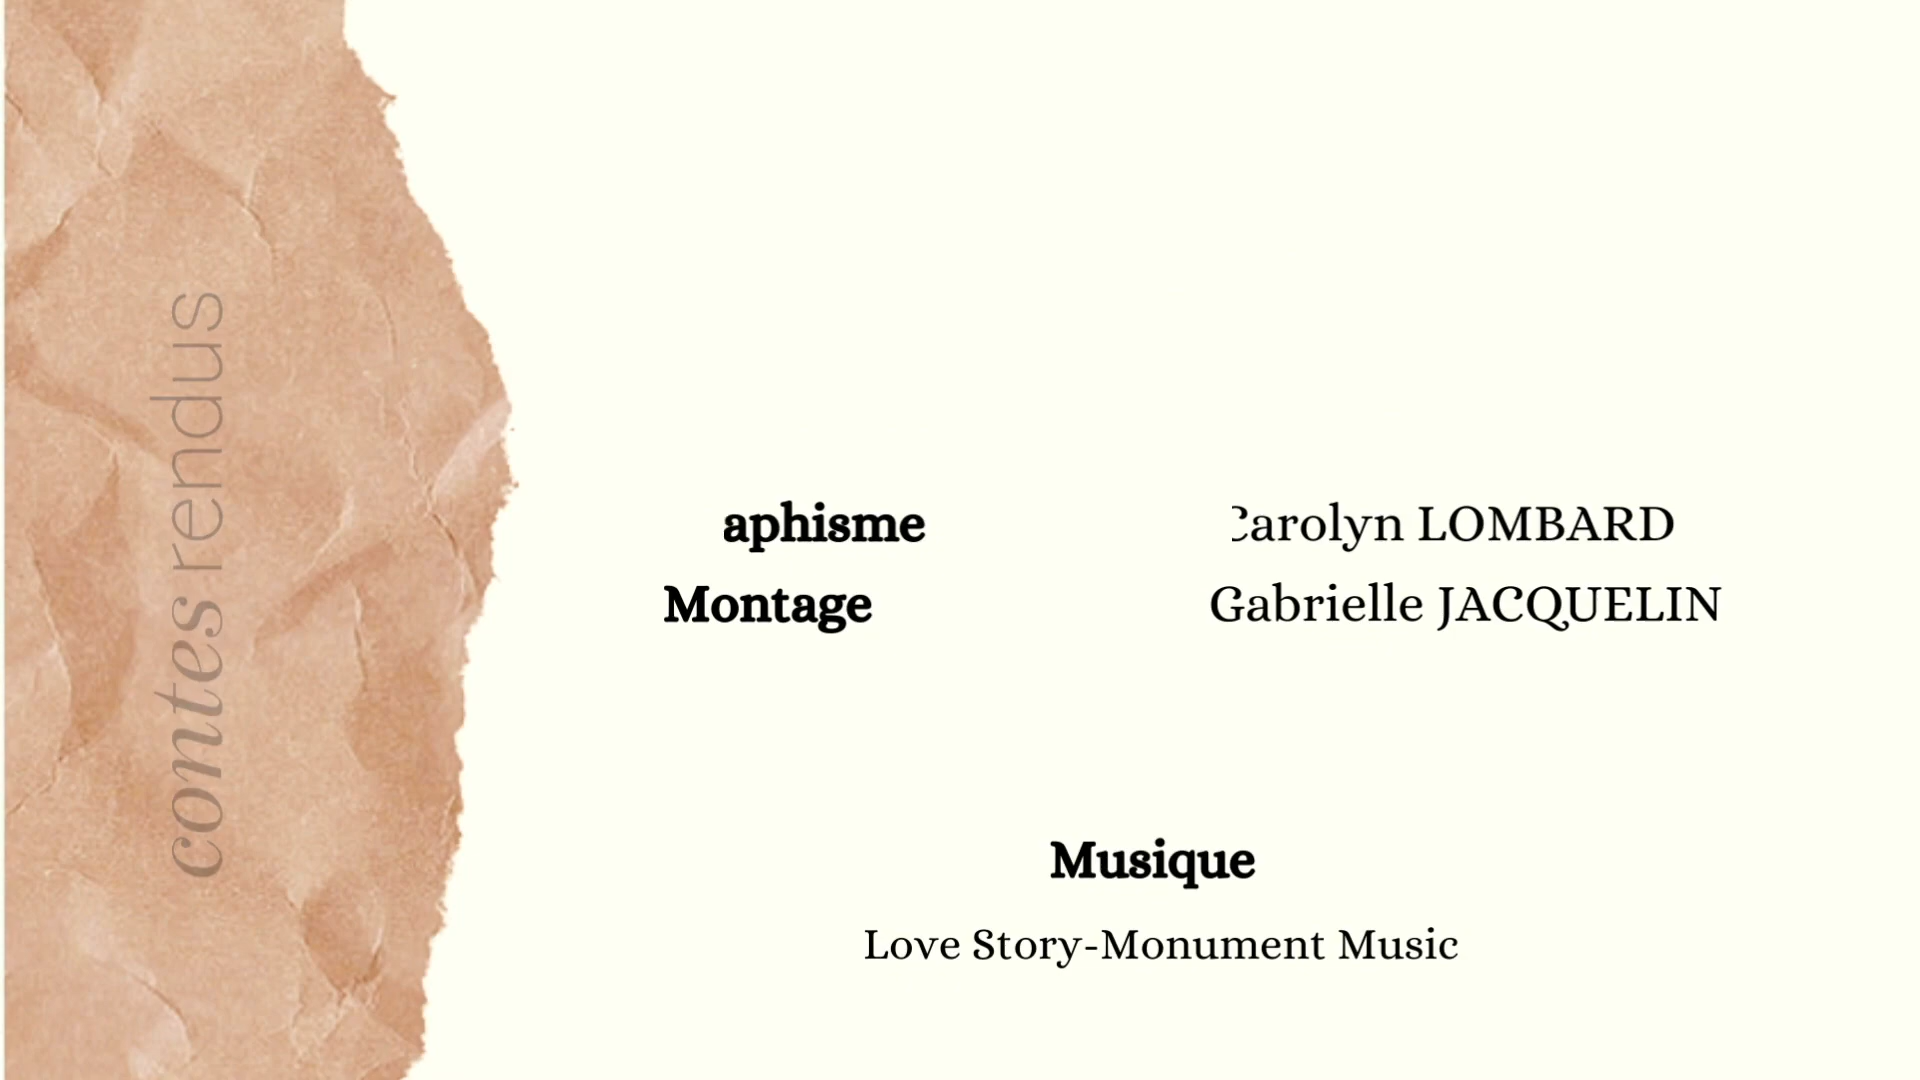 contes rendus
aphisme Carolyn LOMBARD
Montage Gabrielle JACQUELIN
Musique
Love Story-Monument Music